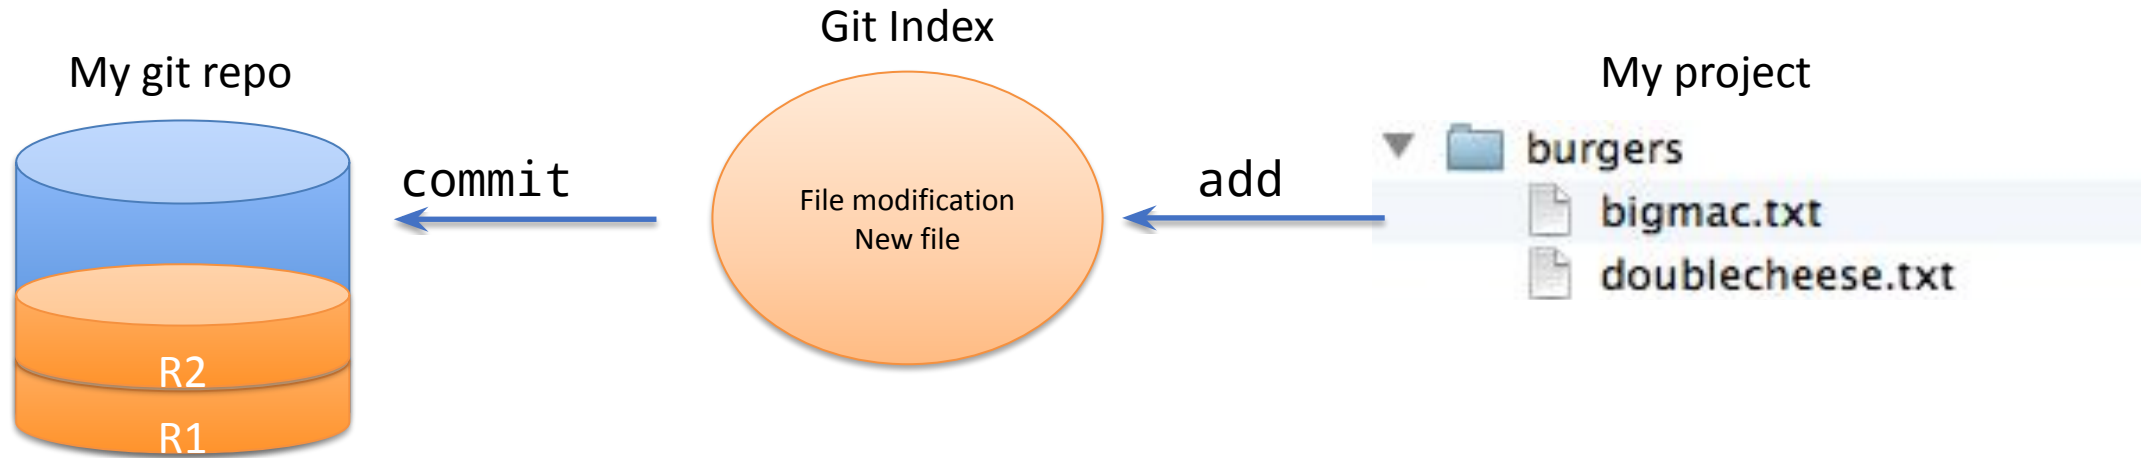 My git repo
R2
R1
commit
Git Index
File modification
New file
add
My project
burgers
bigmac.txt
doublecheese.txt